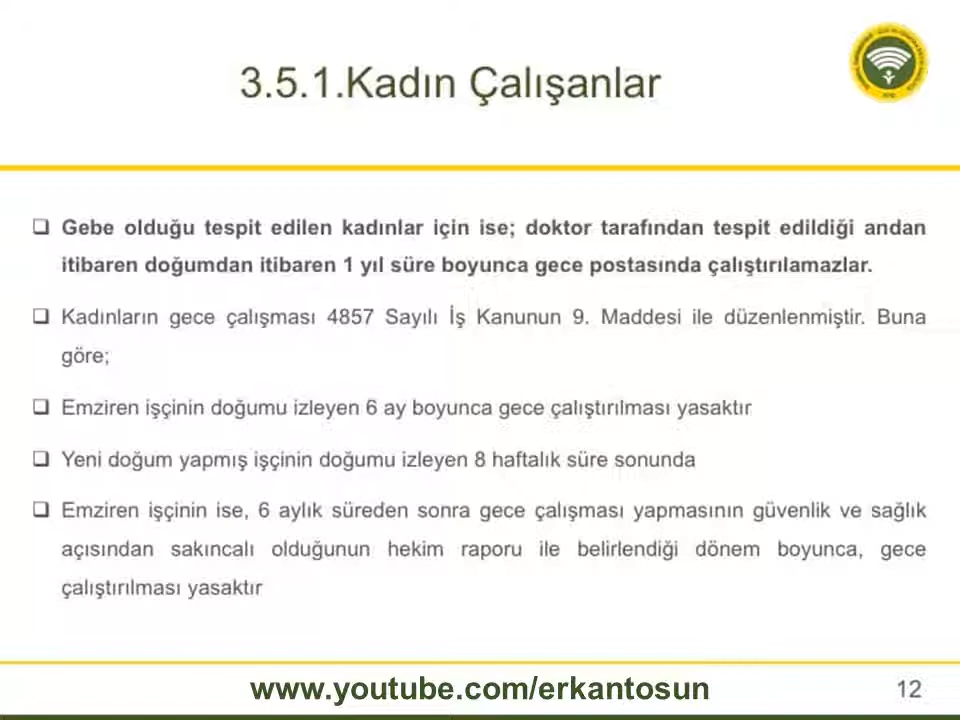 3.5.1.Kadın Çalışanlar
Gebe olduğu tespit edilen kadınlar için ise; doktor tarafından tespit edildiği andan
itibaren doğumdan itibaren 1 yıl süre boyunca gece postasında çalıştırılamazlar.
Kadınların gece çalışması 4857 Sayılı İş Kanunun 9. Maddesi ile düzenlenmiştir. Buna
göre;
Emziren işçinin doğumu izleyen 6 ay boyunca gece çalıştırılması yasaktır
Yeni doğum yapmış işçinin doğumu izleyen 8 haftalık süre sonunda
Emziren işçinin ise, 6 aylık süreden sonra gece çalışması yapmasının güvenlik ve sağlık
açısından sakıncalı olduğunun hekim raporu ile belirlendiği dönem boyunca, gece
çalıştırılması yasaktır
www.youtube.com/erkantosun
12